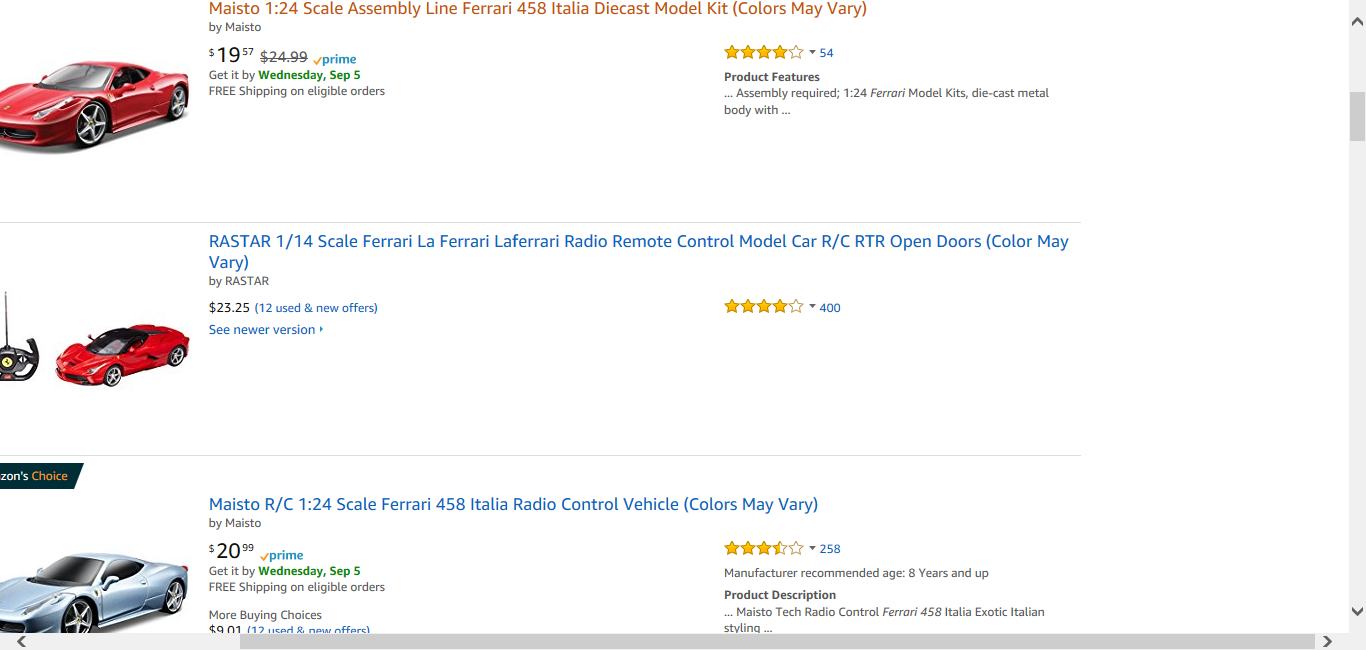 Maisto 1:24 Scale Assembly Line Ferrari 458 Italia Diecast Model Kit (Colors May Vary)
by Maisto
$19 57 $24.99 prime
Get it by Wednesday, Sep 5
FREE Shipping on eligible orders
54
Product Features
... Assembly required; 1:24 Ferrari Model Kits, die-cast metal
body with ...
RASTAR 1/14 Scale Ferrari La Ferrari Laferrari Radio Remote Control Model Car R/C RTR Open Doors (Color May
Vary)
by RASTAR
$23.25 (12 used & new offers)
See newer version
400
zon's Choice
Maisto R/C 1:24 Scale Ferrari 458 Italia Radio Control Vehicle (Colors May Vary)
by Maisto
$20 99 prime
Get it by Wednesday, Sep 5
FREE Shipping on eligible orders
More Buying Choices
$9.01 (12 used & new offers)
258
Manufacturer recommended age: 8 Years and up
Product Description
... Maisto Tech Radio Control Ferrari 458 Italia Exotic Italian
styling ...